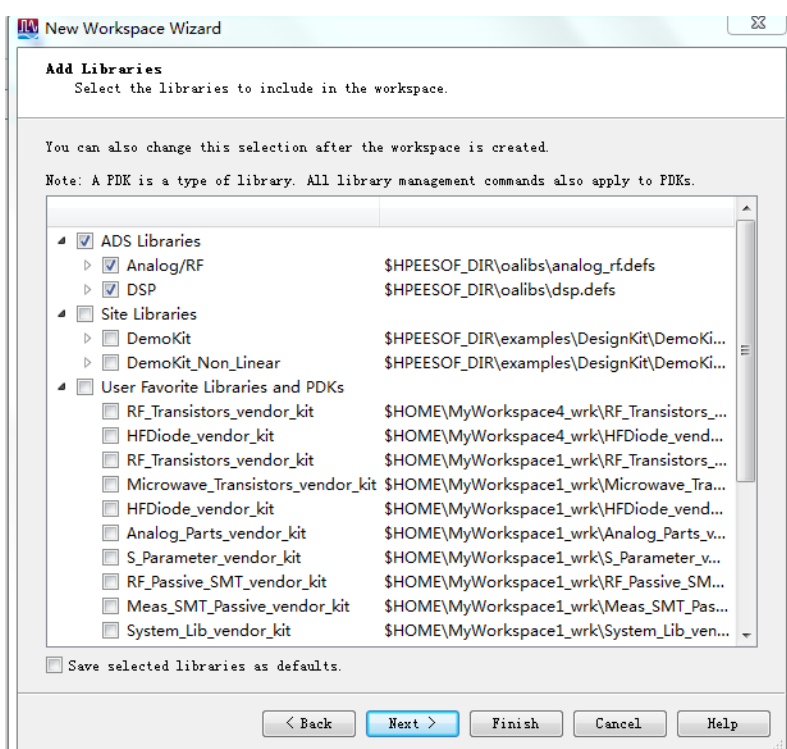 New Workspace Wizard
Add Libraries
Select the libraries to include in the workspace.
You can also change this selection after the workspace is created.
Note: A PDK is a type of library. All library management commands also apply to PDKs.
ADS Libraries
Analog/RF $HPEESOF_DIR\oalibs\analog_rf.defs
DSP $HPEESOF_DIR\oalibs\dsp.defs
Site Libraries
DemoKit $HPEESOF_DIR\examples\DesignKit\DemoKi...
DemoKit_Non_Linear $HPEESOF_DIR\examples\DesignKit\DemoKi...
User Favorite Libraries and PDKs
RF_Transistors_vendor_kit $HOME\MyWorkspace4_wrk\RF_Transistors_...
HFDiode_vendor_kit $HOME\MyWorkspace4_wrk\HFDiode_vend...
RF_Transistors_vendor_kit $HOME\MyWorkspace1_wrk\RF_Transistors_...
Microwave_Transistors_vendor_kit $HOME\MyWorkspace1_wrk\Microwave_Tra...
HFDiode_vendor_kit $HOME\MyWorkspace1_wrk\HFDiode_vend...
Analog_Parts_vendor_kit $HOME\MyWorkspace1_wrk\Analog_Parts_v...
S_Parameter_vendor_kit $HOME\MyWorkspace1_wrk\S_Parameter_v...
RF_Passive_SMT_vendor_kit $HOME\MyWorkspace1_wrk\RF_Passive_SM...
Meas_SMT_Passive_vendor_kit $HOME\MyWorkspace1_wrk\Meas_SMT_Pas...
System_Lib_vendor_kit $HOME\MyWorkspace1_wrk\System_Lib_ven...
Save selected libraries as defaults.
< Back Next > Finish Cancel Help